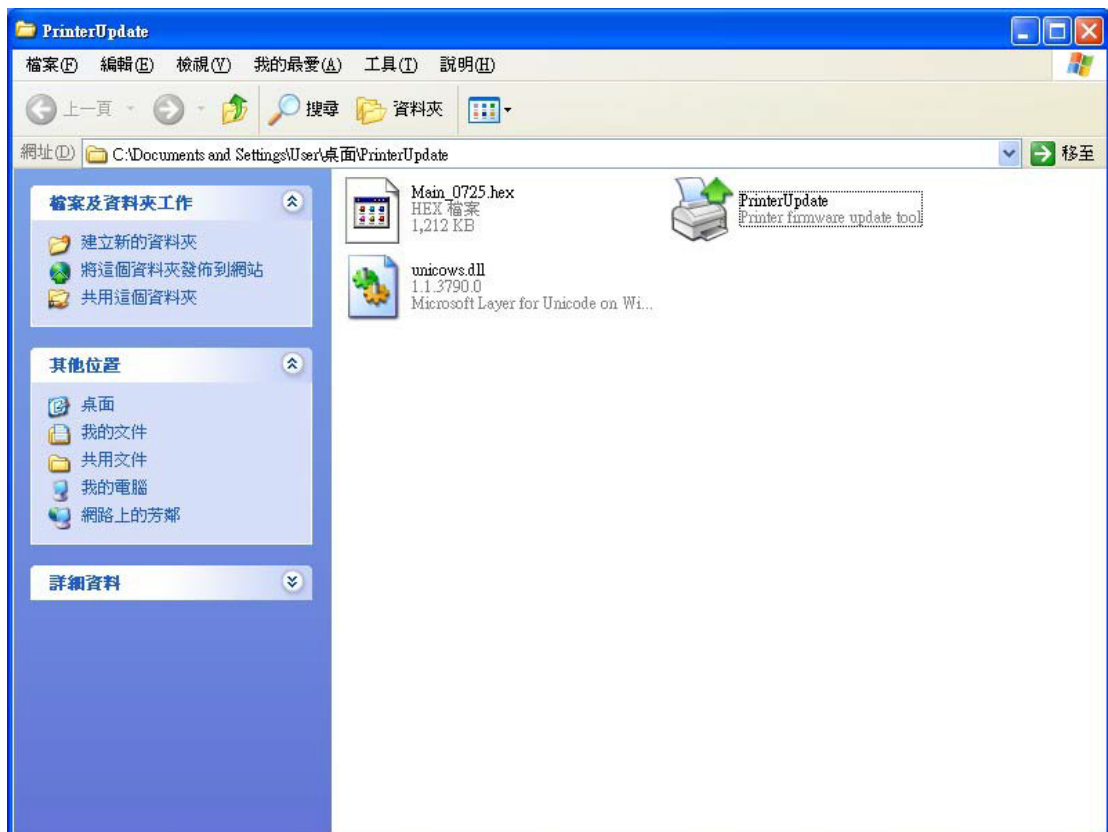 PrinterUpdate
檔案(F) 編輯(E) 檢視(V) 我的最愛(A) 工具(T) 說明(H)
上一頁 搜尋 資料夾
網址(D) C:\Documents and Settings\User\桌面\PrinterUpdate 移至
檔案及資料夾工作
建立新的資料夾
將這個資料夾發佈到網站
共用這個資料夾
其他位置
桌面
我的文件
共用文件
我的電腦
網路上的芳鄰
詳細資料
Main_0725.hex
HEX 檔案
1,212 KB
PrinterUpdate
Printer firmware update tool
unicows.dll
1.1.3790.0
Microsoft Layer for Unicode on Wi...